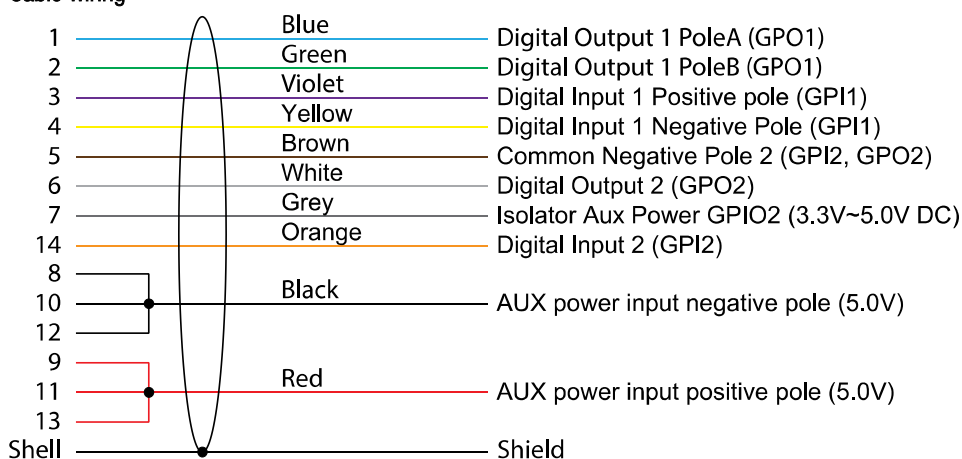 Cable Wiring
1 Blue Digital Output 1 PoleA (GPO1)
2 Green Digital Output 1 PoleB (GPO1)
3 Violet Digital Input 1 Positive pole (GPI1)
4 Yellow Digital Input 1 Negative Pole (GPI1)
5 Brown Common Negative Pole 2 (GPI2, GPO2)
6 White Digital Output 2 (GPO2)
7 Grey Isolator Aux Power GPIO2 (3.3V~5.0V DC)
14 Orange Digital Input 2 (GPI2)
8
10 Black AUX power input negative pole (5.0V)
12
9
11 Red AUX power input positive pole (5.0V)
13
Shell Shield